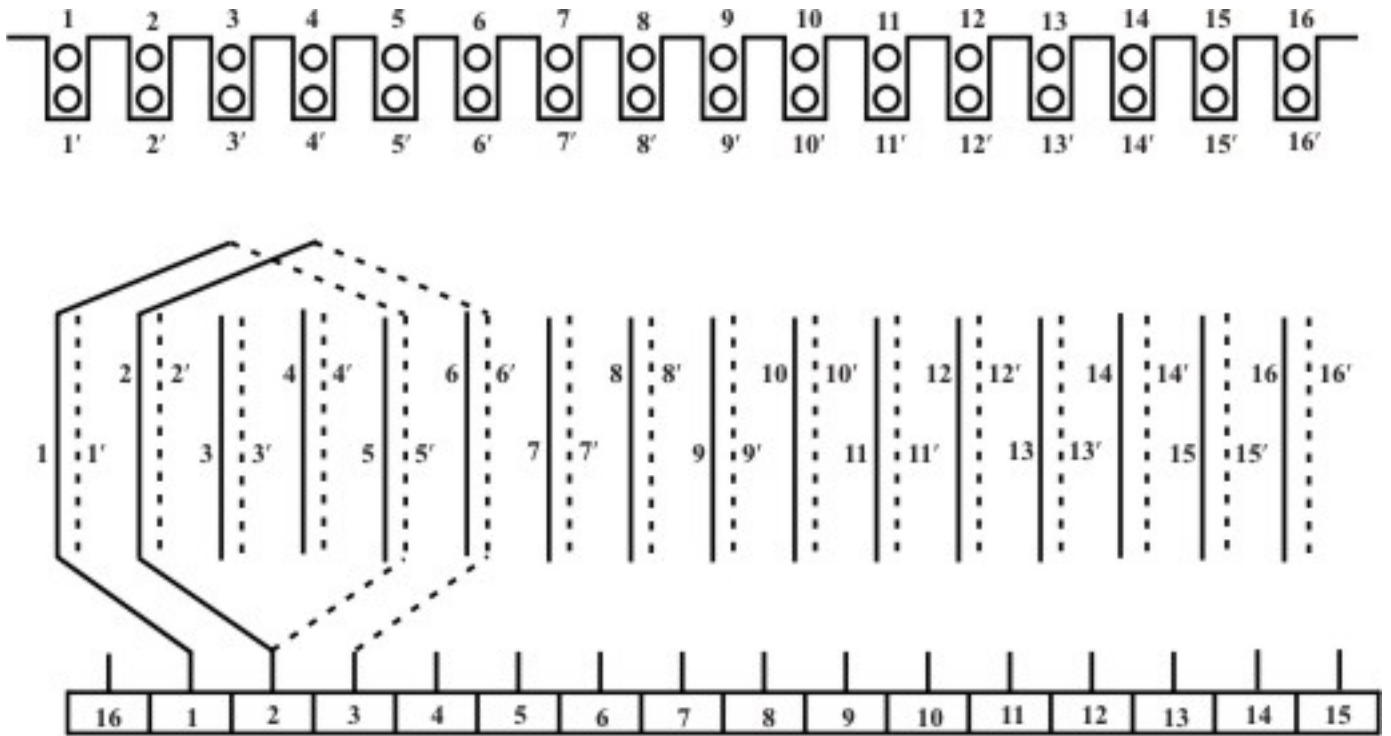 1 2 3 4 5 6 7 8 9 10 11 12 13 14 15 16
1′ 2′ 3′ 4′ 5′ 6′ 7′ 8′ 9′ 10′ 11′ 12′ 13′ 14′ 15′ 16′
2 2′ 4 4′ 6 6′ 8 8′ 10 10′ 12 12′ 14 14′ 16 16′
1 1′ 3 3′ 5 5′ 7 7′ 9 9′ 11 11′ 13 13′ 15 15′
16 1 2 3 4 5 6 7 8 9 10 11 12 13 14 15